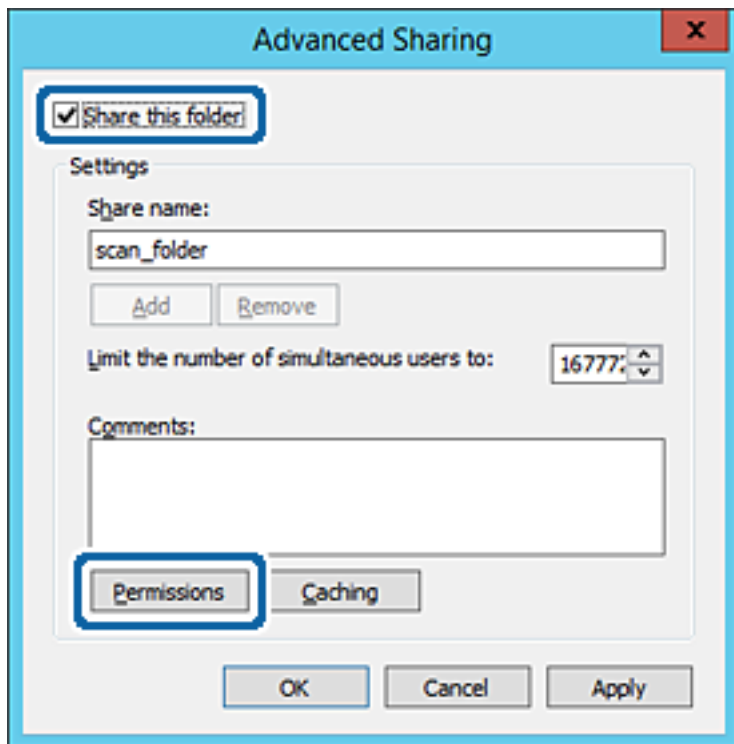 Advanced Sharing
Share this folder
Settings
Share name:
scan_folder
Add Remove
Limit the number of simultaneous users to:
16777
Comments:
Permissions Caching
OK Cancel Apply